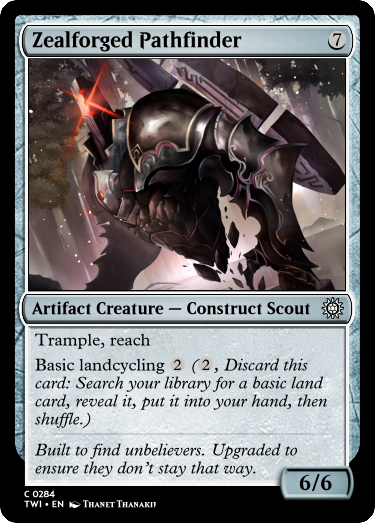 Zealforged Pathfinder 7
Artifact Creature — Construct Scout
Trample, reach
Basic landcycling 2 (2, Discard this
card: Search your library for a basic land
card, reveal it, put it into your hand, then
shuffle.)
Built to find unbelievers. Upgraded to
ensure they don't stay that way.
6/6
C 0284
TWI • EN Thanet Thanakij